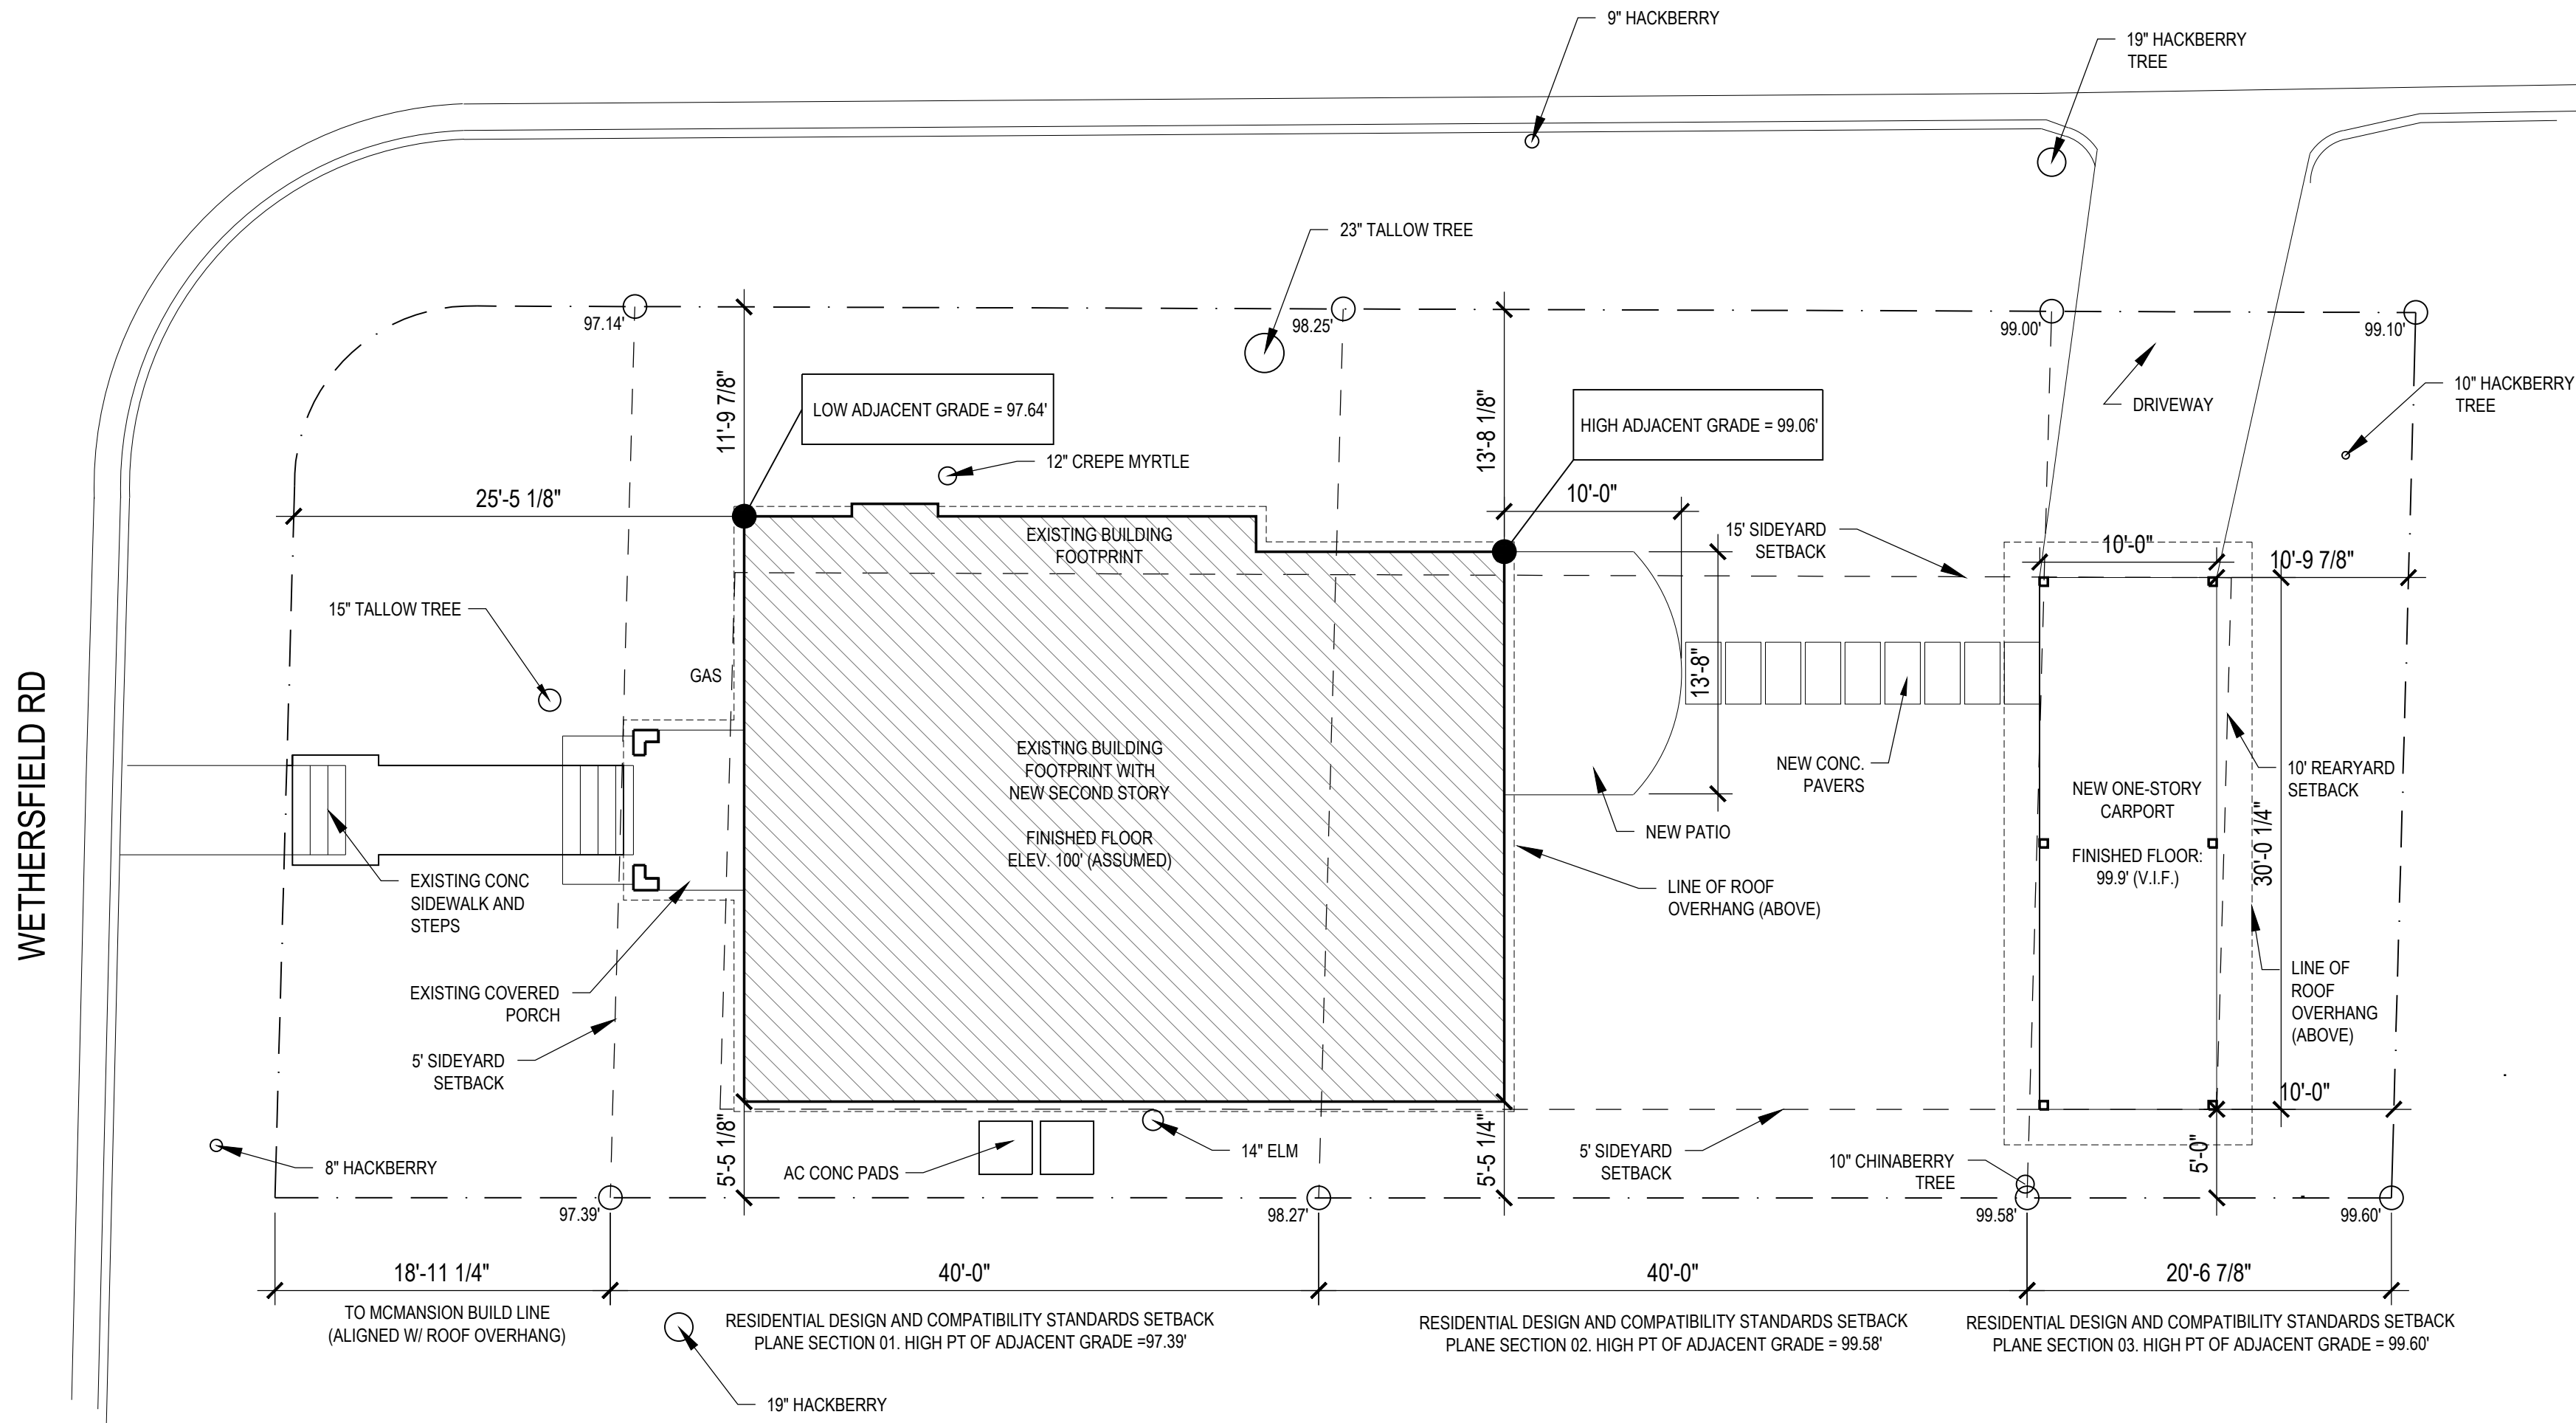 9" HACKBERRY
19" HACKBERRY
TREE
23" TALLOW TREE
97.14'
98.25'
99.00'
99.10'
11'-9 7/8"
LOW ADJACENT GRADE = 97.64'
13'-8 1/8"
HIGH ADJACENT GRADE = 99.06'
DRIVEWAY
10" HACKBERRY
TREE
12" CREPE MYRTLE
25'-5 1/8"
10'-0"
EXISTING BUILDING
FOOTPRINT
15' SIDEYARD
SETBACK
10'-0"
10'-9 7/8"
15" TALLOW TREE
GAS
13'-8"
WETHERSFIELD RD
EXISTING BUILDING
FOOTPRINT WITH
NEW SECOND STORY
FINISHED FLOOR
ELEV. 100' (ASSUMED)
NEW CONC.
PAVERS
NEW PATIO
NEW ONE-STORY
CARPORT
FINISHED FLOOR:
99.9' (V.I.F.)
10' REARYARD
SETBACK
30'-0 1/4"
EXISTING CONC
SIDEWALK AND
STEPS
LINE OF ROOF
OVERHANG (ABOVE)
EXISTING COVERED
PORCH
LINE OF
ROOF
OVERHANG
(ABOVE)
5' SIDEYARD
SETBACK
10'-0"
8" HACKBERRY
5'-5 1/8"
AC CONC PADS
14" ELM
5'-5 1/4"
5' SIDEYARD
SETBACK
10" CHINABERRY
TREE
5'-0"
97.39'
98.27'
99.58'
99.60'
18'-11 1/4"
40'-0"
40'-0"
20'-6 7/8"
TO MCMANSION BUILD LINE
(ALIGNED W/ ROOF OVERHANG)
RESIDENTIAL DESIGN AND COMPATIBILITY STANDARDS SETBACK
PLANE SECTION 01. HIGH PT OF ADJACENT GRADE =97.39'
RESIDENTIAL DESIGN AND COMPATIBILITY STANDARDS SETBACK
PLANE SECTION 02. HIGH PT OF ADJACENT GRADE = 99.58'
RESIDENTIAL DESIGN AND COMPATIBILITY STANDARDS SETBACK
PLANE SECTION 03. HIGH PT OF ADJACENT GRADE = 99.60'
19" HACKBERRY